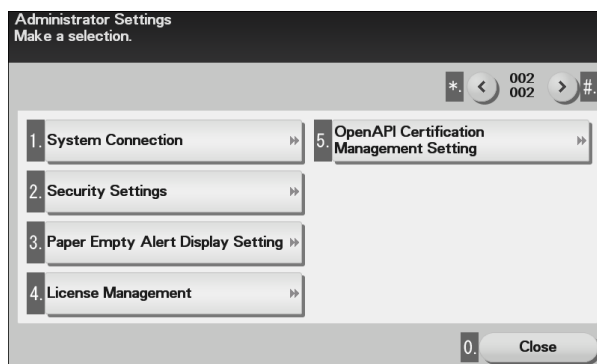 Administrator Settings
Make a selection.
*. 002 #.
002
1. System Connection
2. Security Settings
3. Paper Empty Alert Display Setting
4. License Management
5. OpenAPI Certification
Management Setting
0. Close